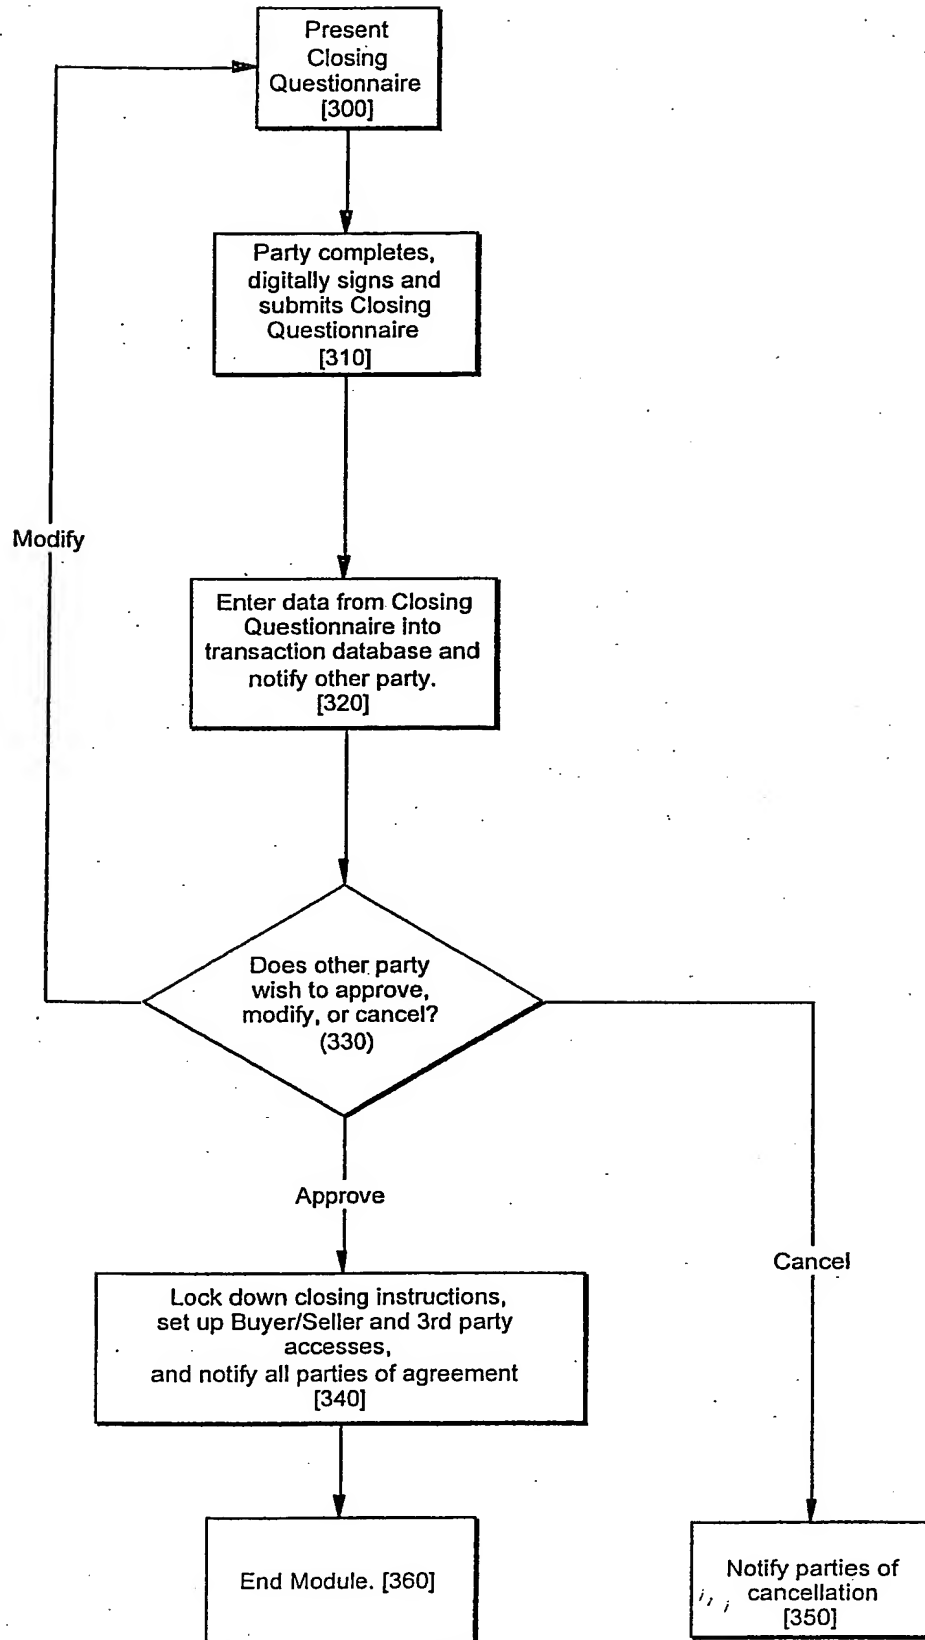 Present
Closing
Questionnaire
[300]
Party completes,
digitally signs and
submits Closing
Questionnaire
[310]
Modify
Enter data from Closing
Questionnaire into
transaction database and
notify other party.
[320]
Does other party
wish to approve,
modify, or cancel?
(330)
Approve
Cancel
Lock down closing instructions,
set up Buyer/Seller and 3rd party
accesses,
and notify all parties of agreement
[340]
End Module. [360]
Notify parties of
cancellation
[350]